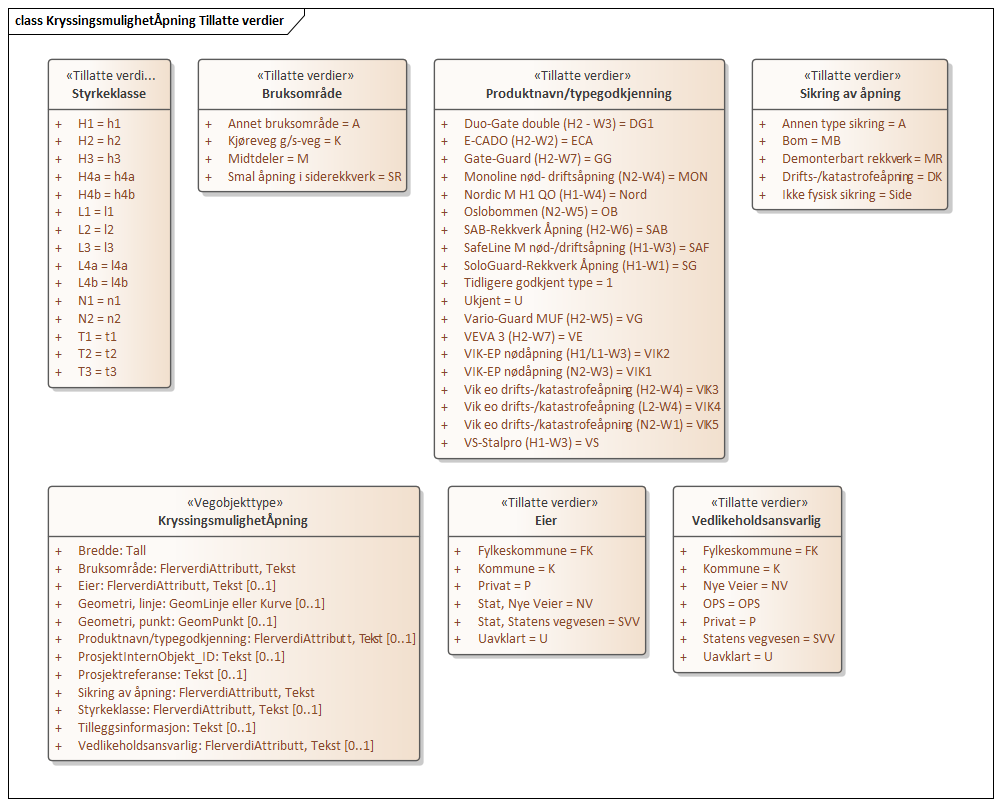 class KryssingsmulighetÅpning Tillatte verdier
«Tillatte verdi...
Styrkeklasse
+ H1 = h1
+ H2 = h2
+ H3 = h3
+ H4a = h4a
+ H4b = h4b
+ L1 = l1
+ L2 = l2
+ L3 = l3
+ L4a = l4a
+ L4b = l4b
+ N1 = n1
+ N2 = n2
+ T1 = t1
+ T2 = t2
+ T3 = t3
«Tillatte verdier»
Bruksområde
+ Annet bruksområde = A
+ Kjøreveg g/s-veg = K
+ Midtdeler = M
+ Smal åpning i siderekkverk = SR
«Tillatte verdier»
Produktnavn/typegodkjenning
+ Duo-Gate double (H2 - W3) = DG1
+ E-CADO (H2-W2) = ECA
+ Gate-Guard (H2-W7) = GG
+ Monoline nød- driftsåpning (N2-W4) = MON
+ Nordic M H1 QO (H1-W4) = Nord
+ Oslobommen (N2-W5) = OB
+ SAB-Rekkverk Åpning (H2-W6) = SAB
+ SafeLine M nød-/driftsåpning (H1-W3) = SAF
+ SoloGuard-Rekkverk Åpning (H1-W1) = SG
+ Tidligere godkjent type = 1
+ Ukjent = U
+ Vario-Guard MUF (H2-W5) = VG
+ VEVA 3 (H2-W7) = VE
+ VIK-EP nødåpning (H1/L1-W3) = VIK2
+ VIK-EP nødåpning (N2-W3) = VIK1
+ Vik eo drifts-/katastrofeåpning (H2-W4) = VIK3
+ Vik eo drifts-/katastrofeåpning (L2-W4) = VIK4
+ Vik eo drifts-/katastrofeåpning (N2-W1) = VIK5
+ VS-Stalpro (H1-W3) = VS
«Tillatte verdier»
Sikring av åpning
+ Annen type sikring = A
+ Bom = MB
+ Demonterbart rekkverk = MR
+ Drifts-/katastrofeåpning = DK
+ Ikke fysisk sikring = Side
«Vegobjekttype»
KryssingsmulighetÅpning
+ Bredde: Tall
+ Bruksområde: FlerverdiAttributt, Tekst
+ Eier: FlerverdiAttributt, Tekst [0..1]
+ Geometri, linje: GeomLinje eller Kurve [0..1]
+ Geometri, punkt: GeomPunkt [0..1]
+ Produktnavn/typegodkjenning: FlerverdiAttributt, Tekst [0..1]
+ ProsjektInternObjekt_ID: Tekst [0..1]
+ Prosjektreferanse: Tekst [0..1]
+ Sikring av åpning: FlerverdiAttributt, Tekst
+ Styrkeklasse: FlerverdiAttributt, Tekst [0..1]
+ Tilleggsinformasjon: Tekst [0..1]
+ Vedlikeholdsansvarlig: FlerverdiAttributt, Tekst [0..1]
«Tillatte verdier»
Eier
+ Fylkeskommune = FK
+ Kommune = K
+ Privat = P
+ Stat, Nye Veier = NV
+ Stat, Statens vegvesen = SVV
+ Uavklart = U
«Tillatte verdier»
Vedlikeholdsansvarlig
+ Fylkeskommune = FK
+ Kommune = K
+ Nye Veier = NV
+ OPS = OPS
+ Privat = P
+ Statens vegvesen = SVV
+ Uavklart = U